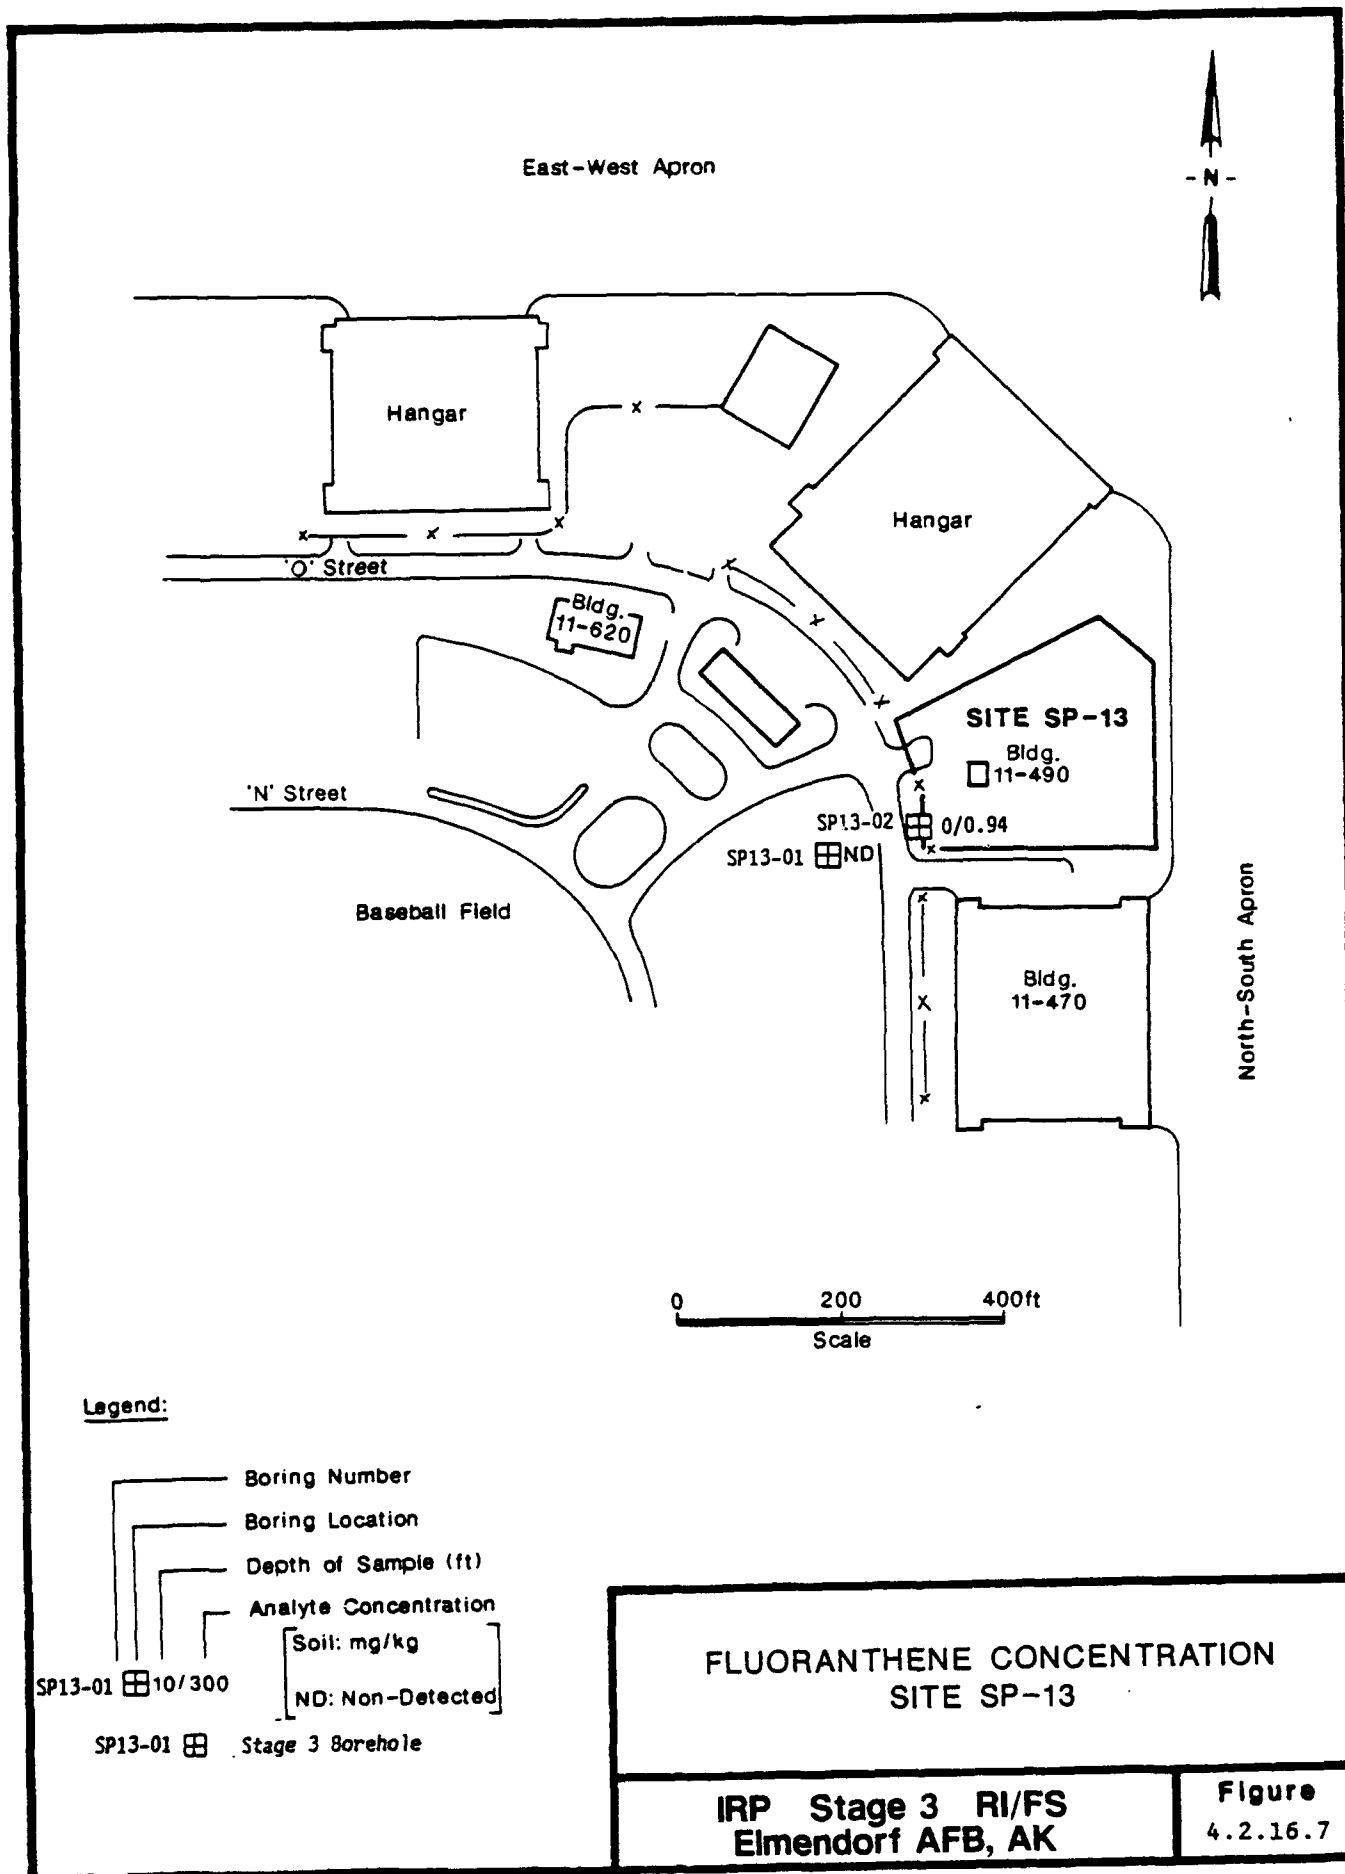 East-West Apron
- N -
Hangar
Hangar
'O' Street
Bldg.
11-620
SITE SP-13
Bldg.
11-490
'N' Street
SP13-02 0/0.94
SP13-01 ND
Baseball Field
Bldg.
11-470
North-South Apron
0 200 400ft
Scale
Legend:
Boring Number
Boring Location
Depth of Sample (ft)
Analyte Concentration
Soil: mg/kg
SP13-01 10/300
ND: Non-Detected
SP13-01 Stage 3 Borehole
FLUORANTHENE CONCENTRATION
SITE SP-13
IRP Stage 3 RI/FS
Elmendorf AFB, AK
Figure
4.2.16.7